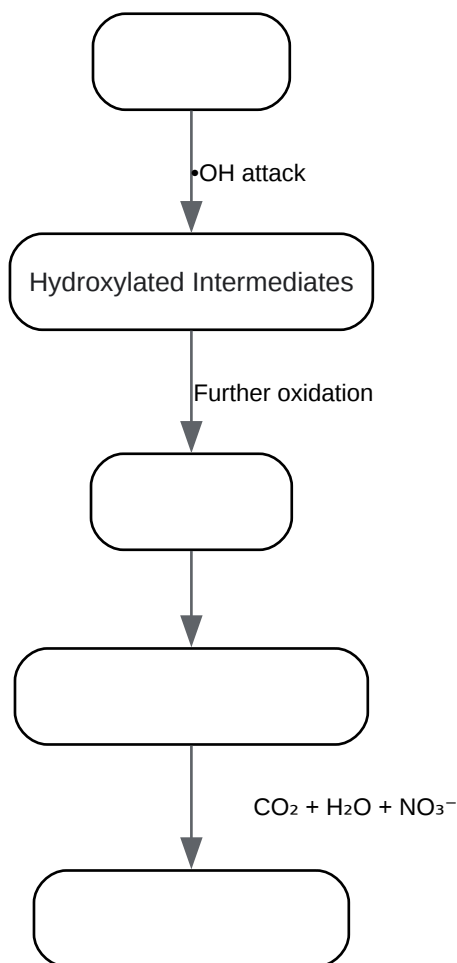 •OH attack
Hydroxylated Intermediates
Further oxidation
CO₂ + H₂O + NO₃⁻